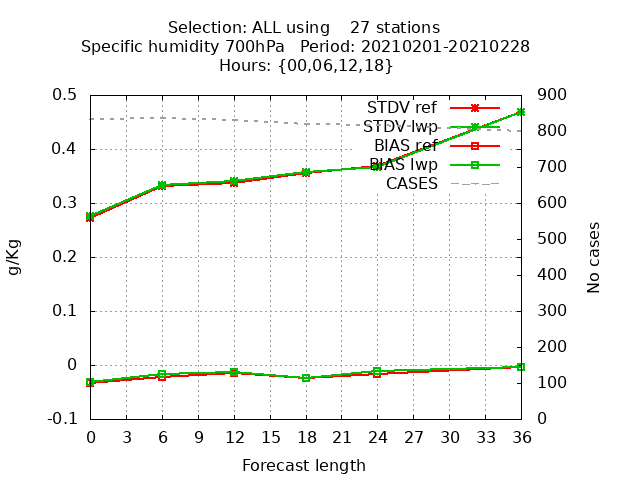 Selection: ALL using 27 stations
Specific humidity 700hPa Period: 20210201-20210228
Hours: {00,06,12,18}
0.5 900
STDV ref
800
STDV lwp
0.4 BIAS ref
700
BIAS lwp
CASES
0.3 600
500
0.2
400
0.1 300
200
0
100
-0.1 0
g/Kg
No cases
0 3 6 9 12 15 18 21 24 27 30 33 36
Forecast length